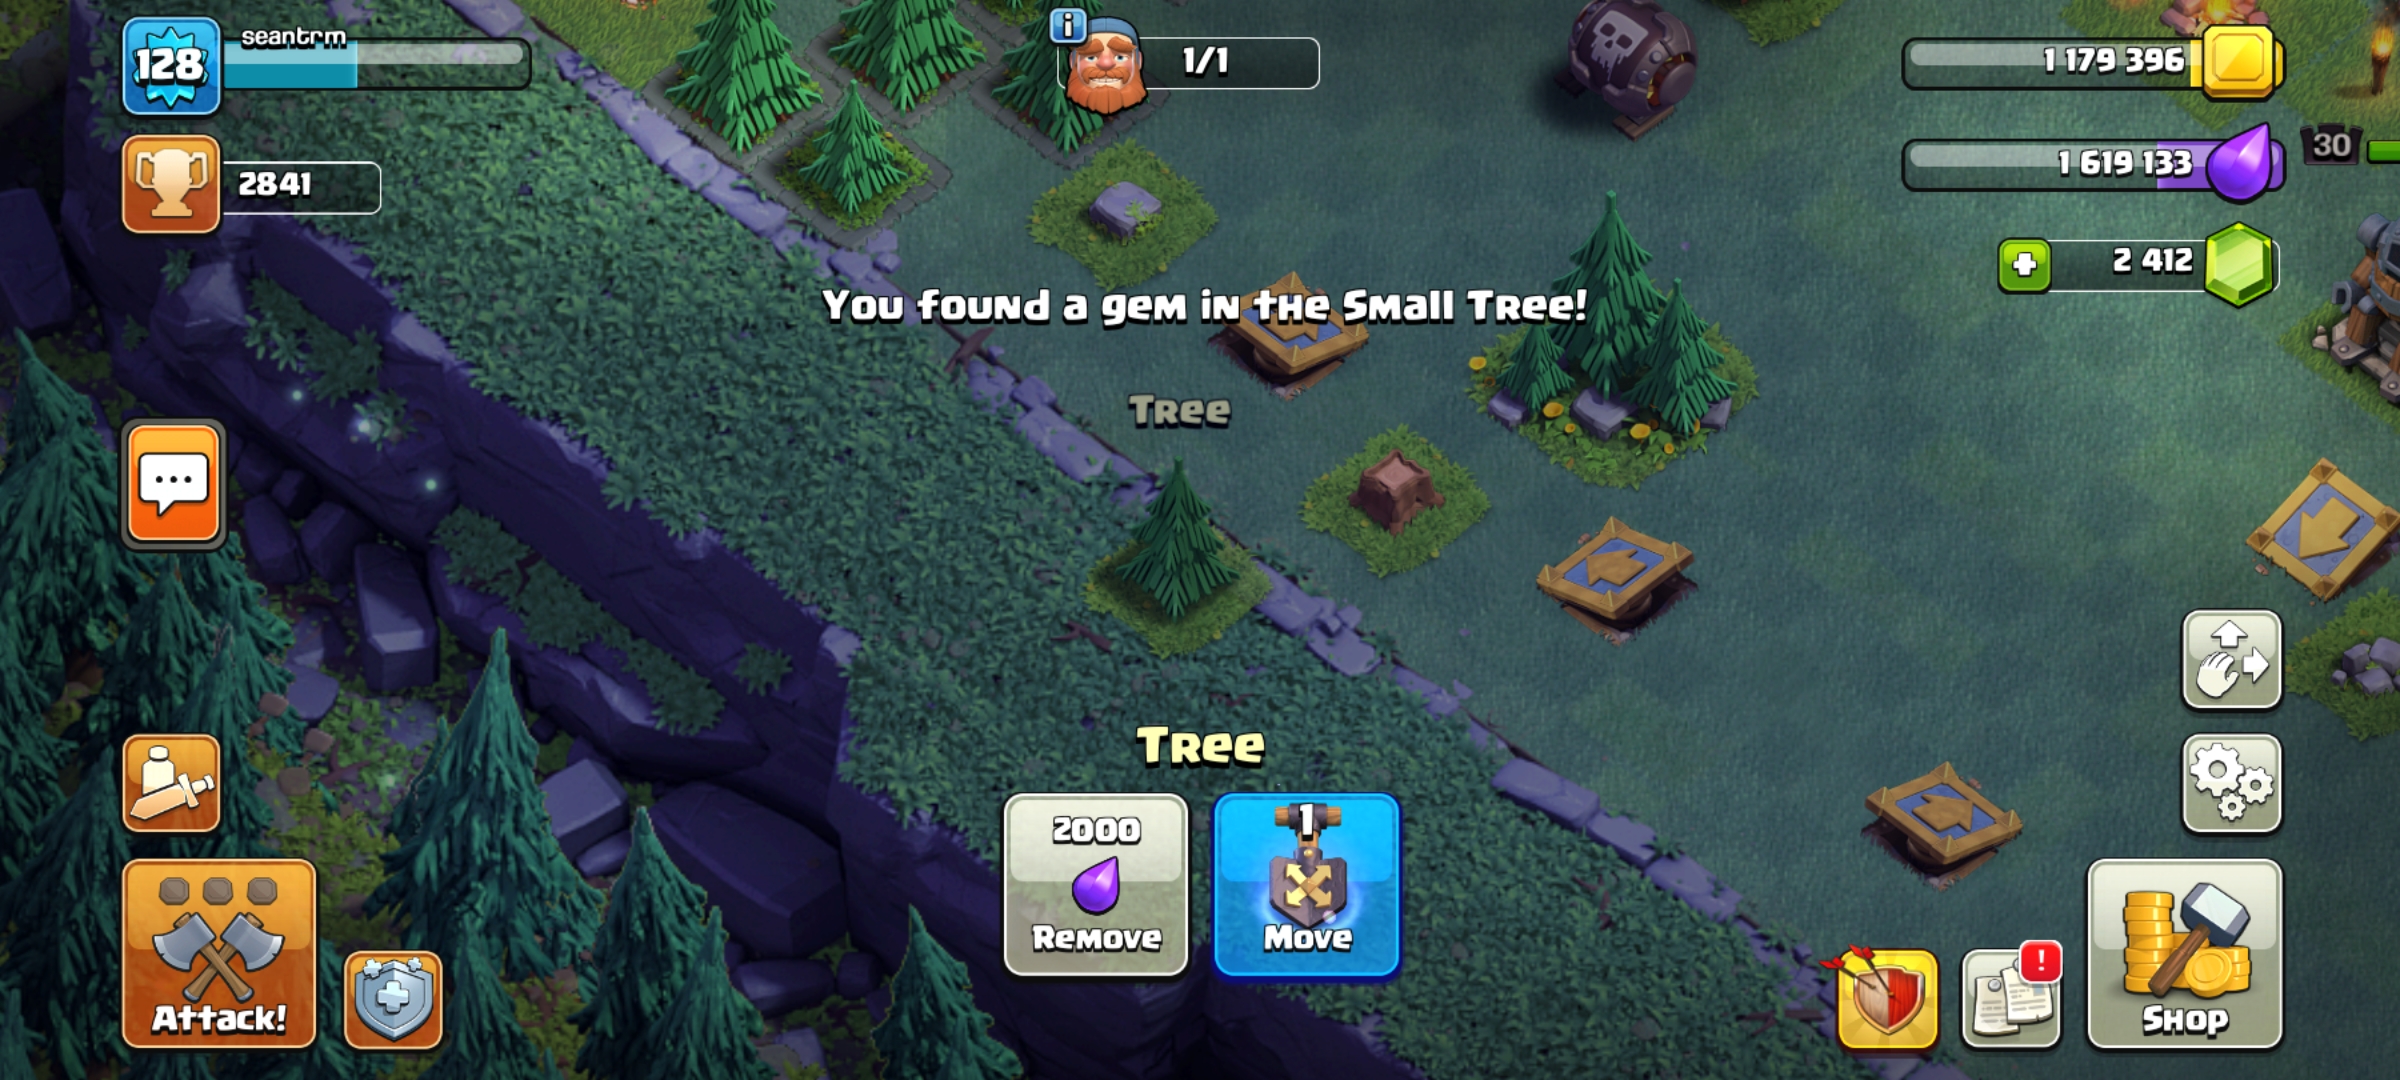 128
seantrm
1/1
1 179 396
2841
1 619 133
30
2 412
You found a gem in the Small Tree!
Tree
Tree
2000
1
Remove
Move
Attack!
!
Shop